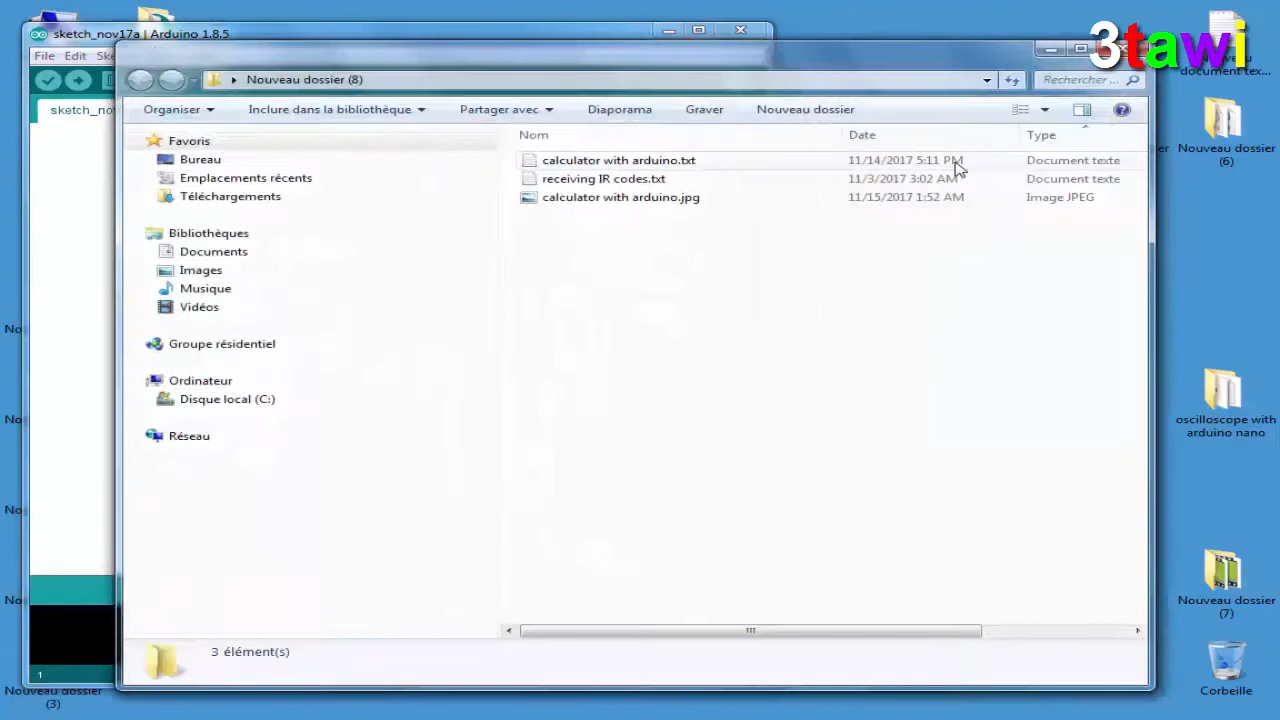 sketch_nov17a | Arduino 1.8.5
3tawi
File Edit
Nouveau dossier (8)
Rechercher ...
Organiser
Inclure dans la bibliothèque
Partager avec
Diaporama
Graver
Nouveau dossier
Nom
Date
Type
Favoris
Bureau
Emplacements récents
Téléchargements
Bibliothèques
Documents
Images
Musique
Vidéos
Groupe résidentiel
Ordinateur
Disque local (C:)
Réseau
calculator with arduino.txt 11/14/2017 5:11 PM Document texte
receiving IR codes.txt 11/3/2017 3:02 AM Document texte
calculator with arduino.jpg 11/15/2017 1:52 AM Image JPEG
3 élément(s)
1
document tex...
Nouveau dossier
(6)
oscilloscope with
arduino nano
Nouveau dossier
(7)
Corbeille
Nouveau dossier
(3)